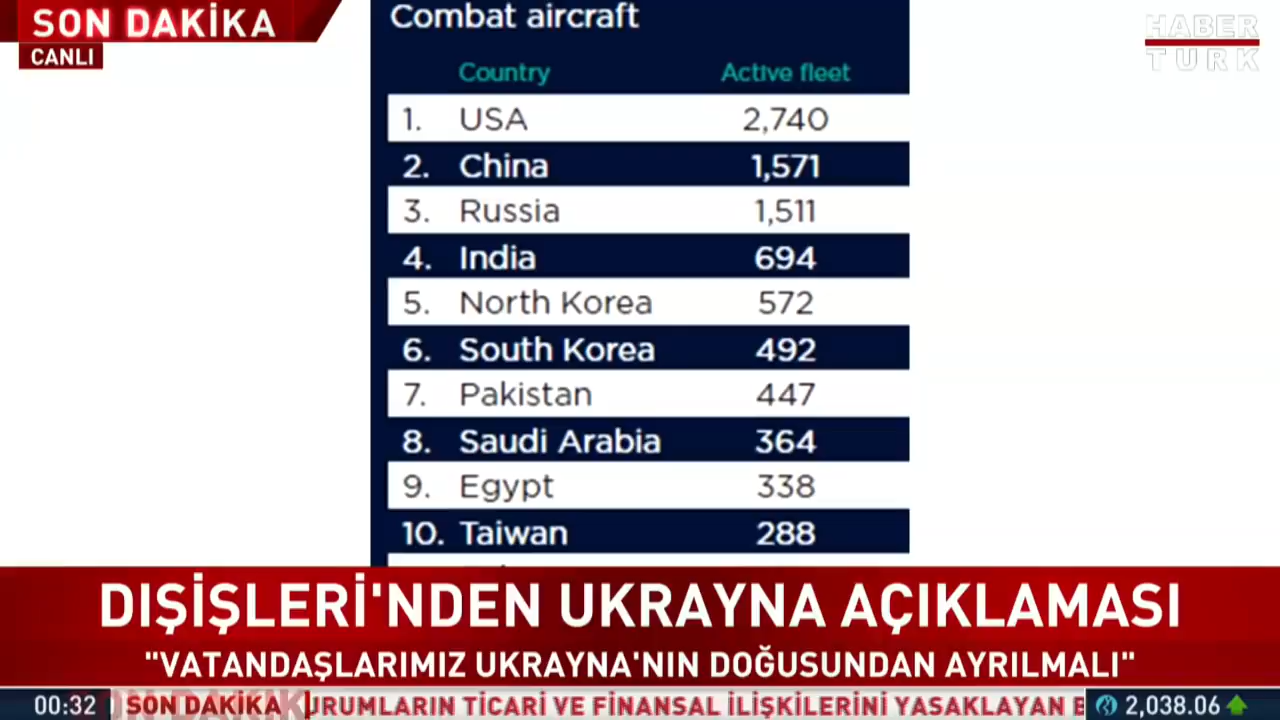 SON DAKİKA
CANLI
HABER
TURK
Combat aircraft
Country Active fleet
1. USA 2,740
2. China 1,571
3. Russia 1,511
4. India 694
5. North Korea 572
6. South Korea 492
7. Pakistan 447
8. Saudi Arabia 364
9. Egypt 338
10. Taiwan 288
DIŞİŞLERİ'NDEN UKRAYNA AÇIKLAMASI
"VATANDAŞLARIMIZ UKRAYNA'NIN DOĞUSUNDAN AYRILMALI"
00:32 SON DAKİKA URUMLARIN TİCARİ VE FİNANSAL İLİŞKİLERİNİ YASAKLAYAN 2,038.06